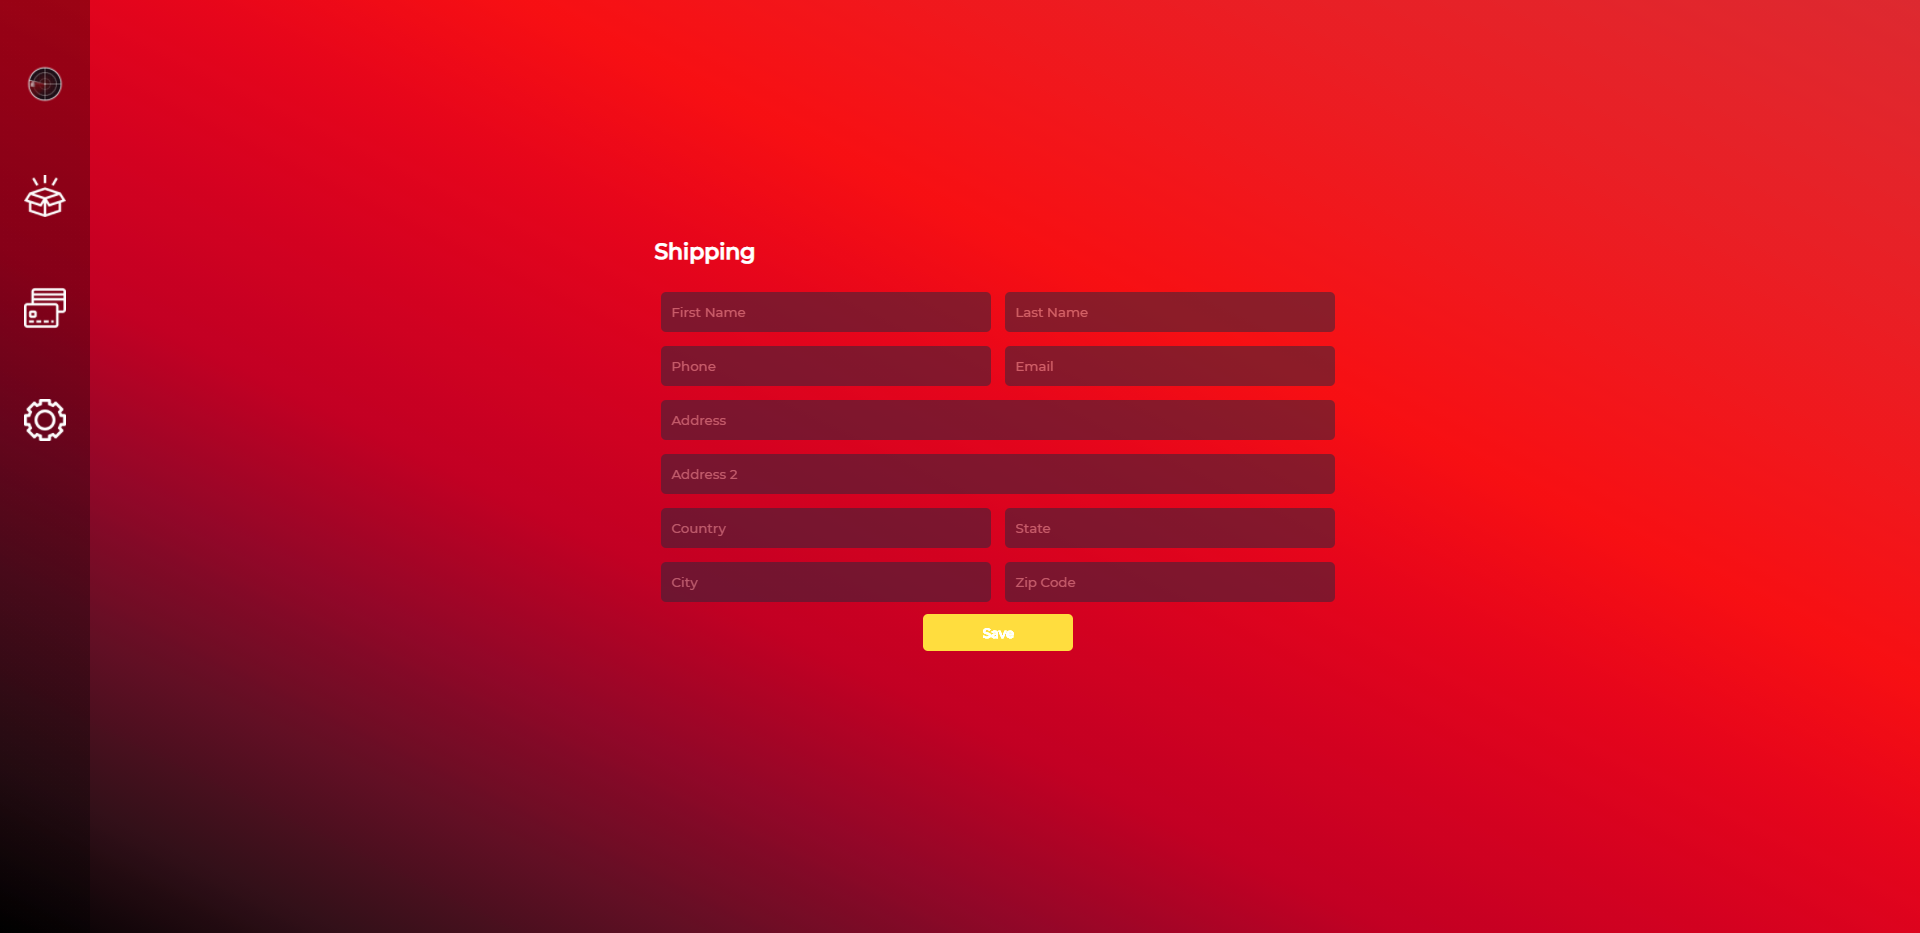 Shipping
First Name
Last Name
Phone
Email
Address
Address 2
Country
State
City
Zip Code
Save